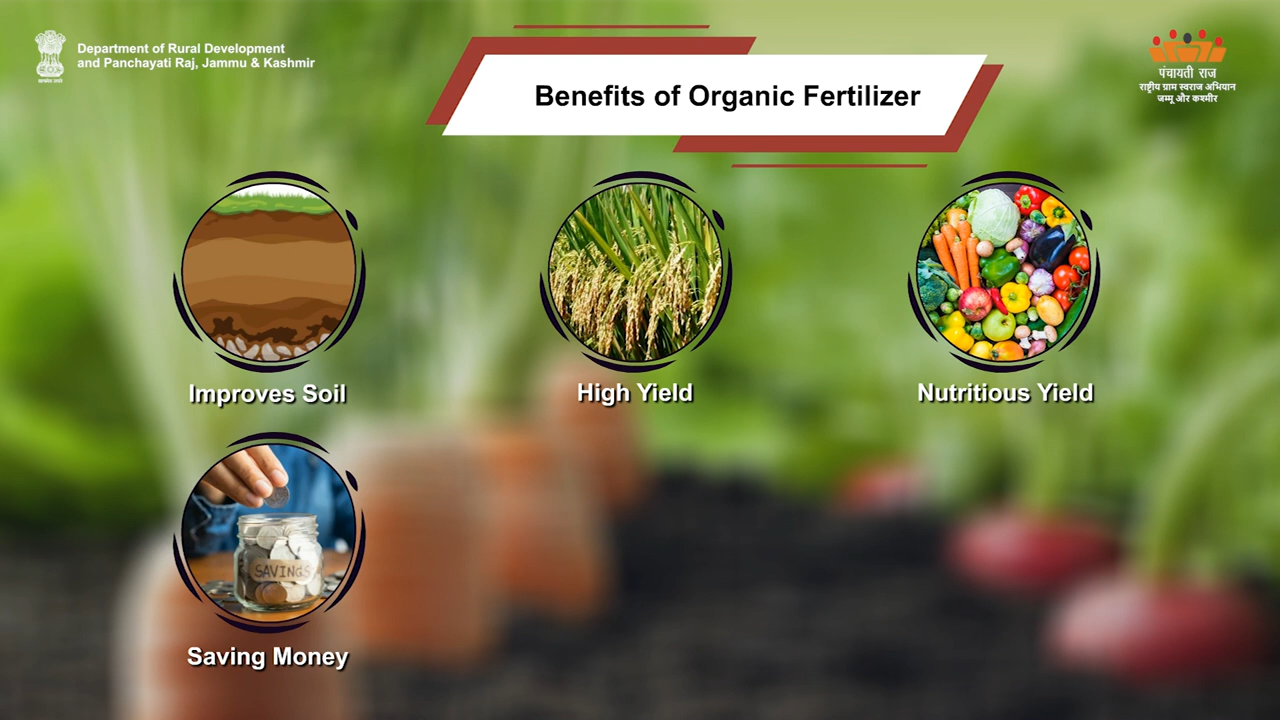 Department of Rural Development
and Panchayati Raj, Jammu & Kashmir
Benefits of Organic Fertilizer
पंचायती राज
राष्ट्रीय ग्राम स्वराज अभियान
जम्मू और कश्मीर
Improves Soil
High Yield
Nutritious Yield
SAVINGS
Saving Money